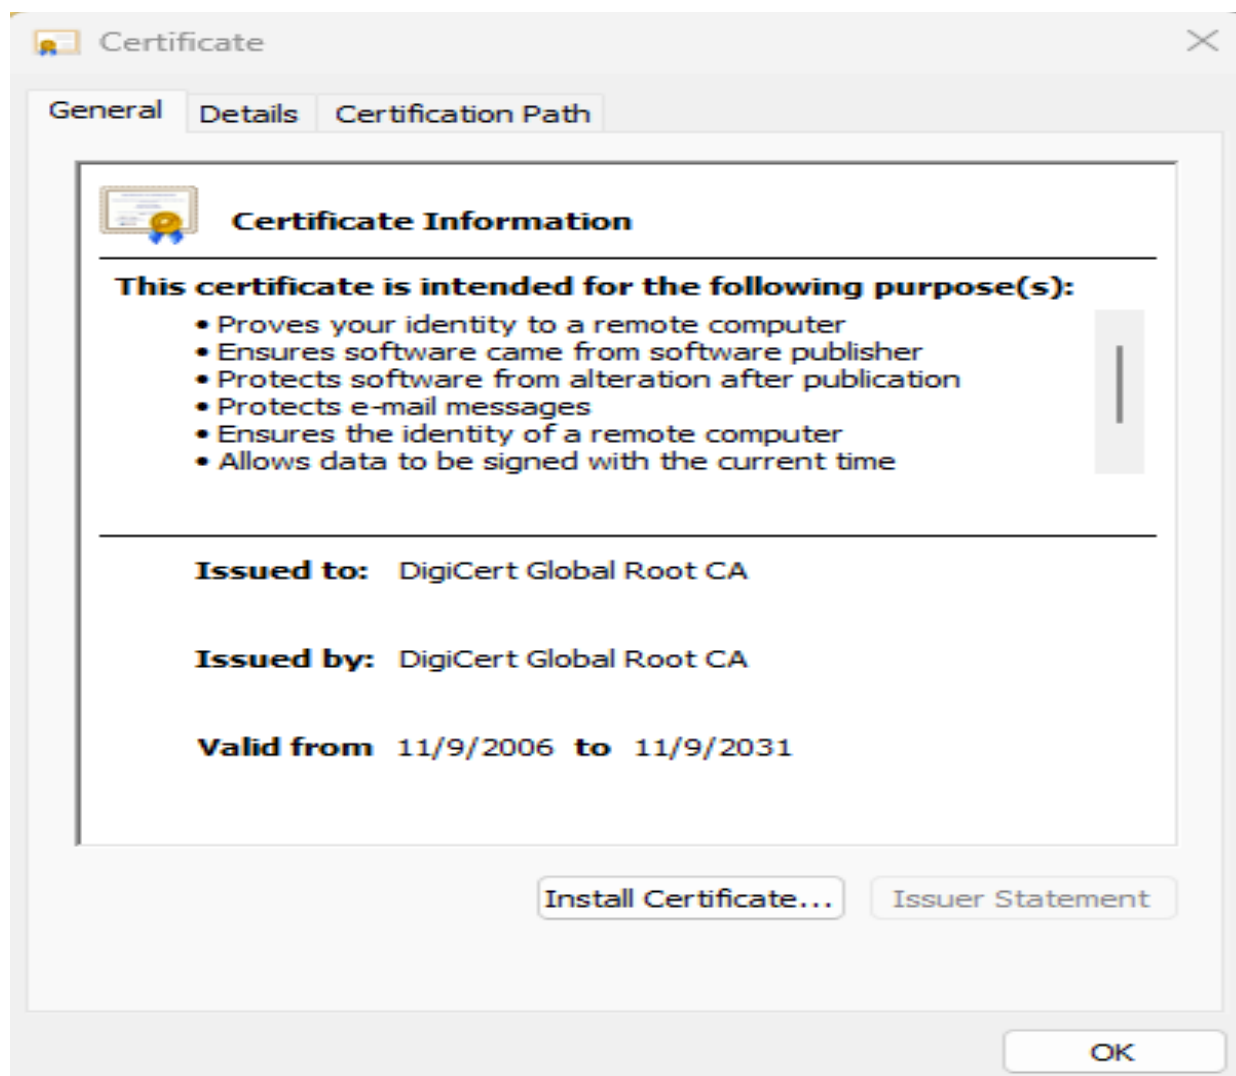 Certificate
General Details Certification Path
Certificate Information
This certificate is intended for the following purpose(s):
• Proves your identity to a remote computer
• Ensures software came from software publisher
• Protects software from alteration after publication
• Protects e-mail messages
• Ensures the identity of a remote computer
• Allows data to be signed with the current time
Issued to: DigiCert Global Root CA
Issued by: DigiCert Global Root CA
Valid from 11/9/2006 to 11/9/2031
Install Certificate... Issuer Statement
OK